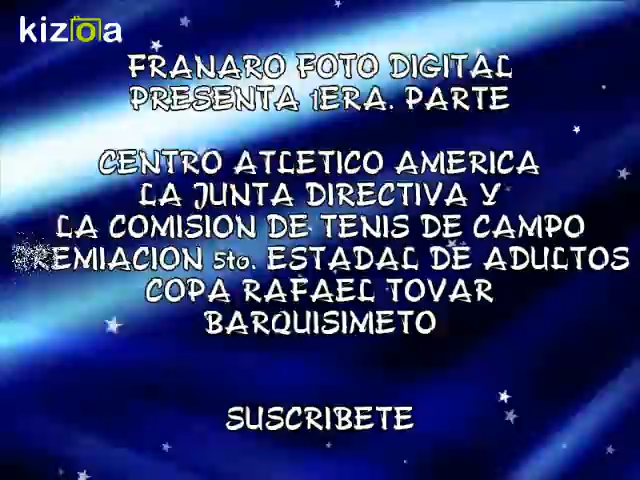 kizoa
FRANARO FOTO DIGITAL
PRESENTA 1ERA. PARTE
CENTRO ATLETICO AMERICA
LA JUNTA DIRECTIVA Y
LA COMISION DE TENIS DE CAMPO
PREMIACION 5to. ESTADAL DE ADULTOS
COPA RAFAEL TOVAR
BARQUISIMETO
SUSCRIBETE